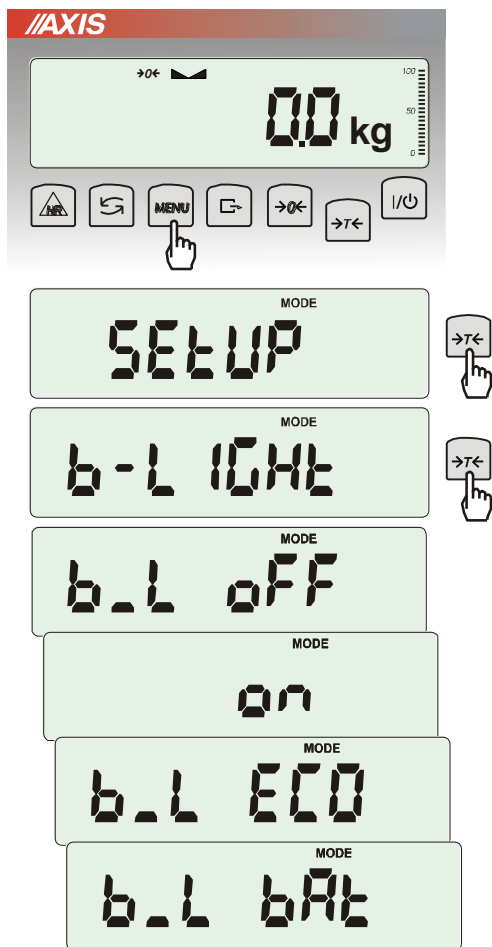 //AXIS
→0←
100
50
0
0.0 kg
HR
MENU
→0←
→T←
I/⏻
MODE
SEtUP
→T←
MODE
b-LIGHt
→T←
MODE
b_L oFF
MODE
on
MODE
b_L ECO
MODE
b_L bAt